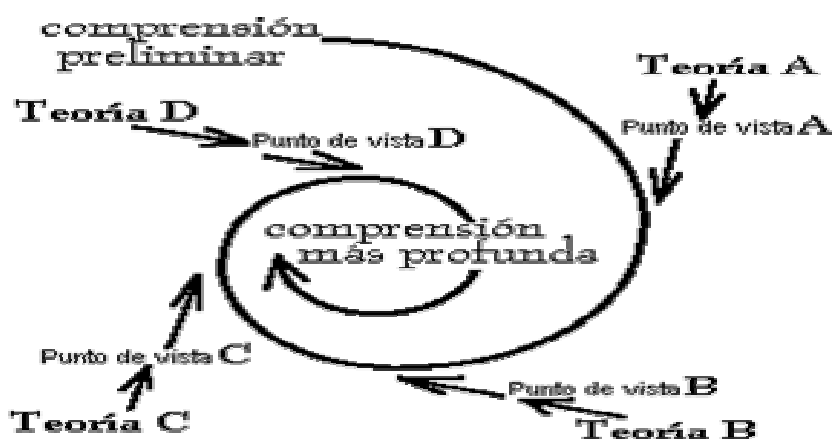 comprensión
preliminar
Teoría A
Punto de vista A
Teoría D
Punto de vista D
comprensión
más profunda
Punto de vista C
Teoría C
Punto de vista B
Teoría B